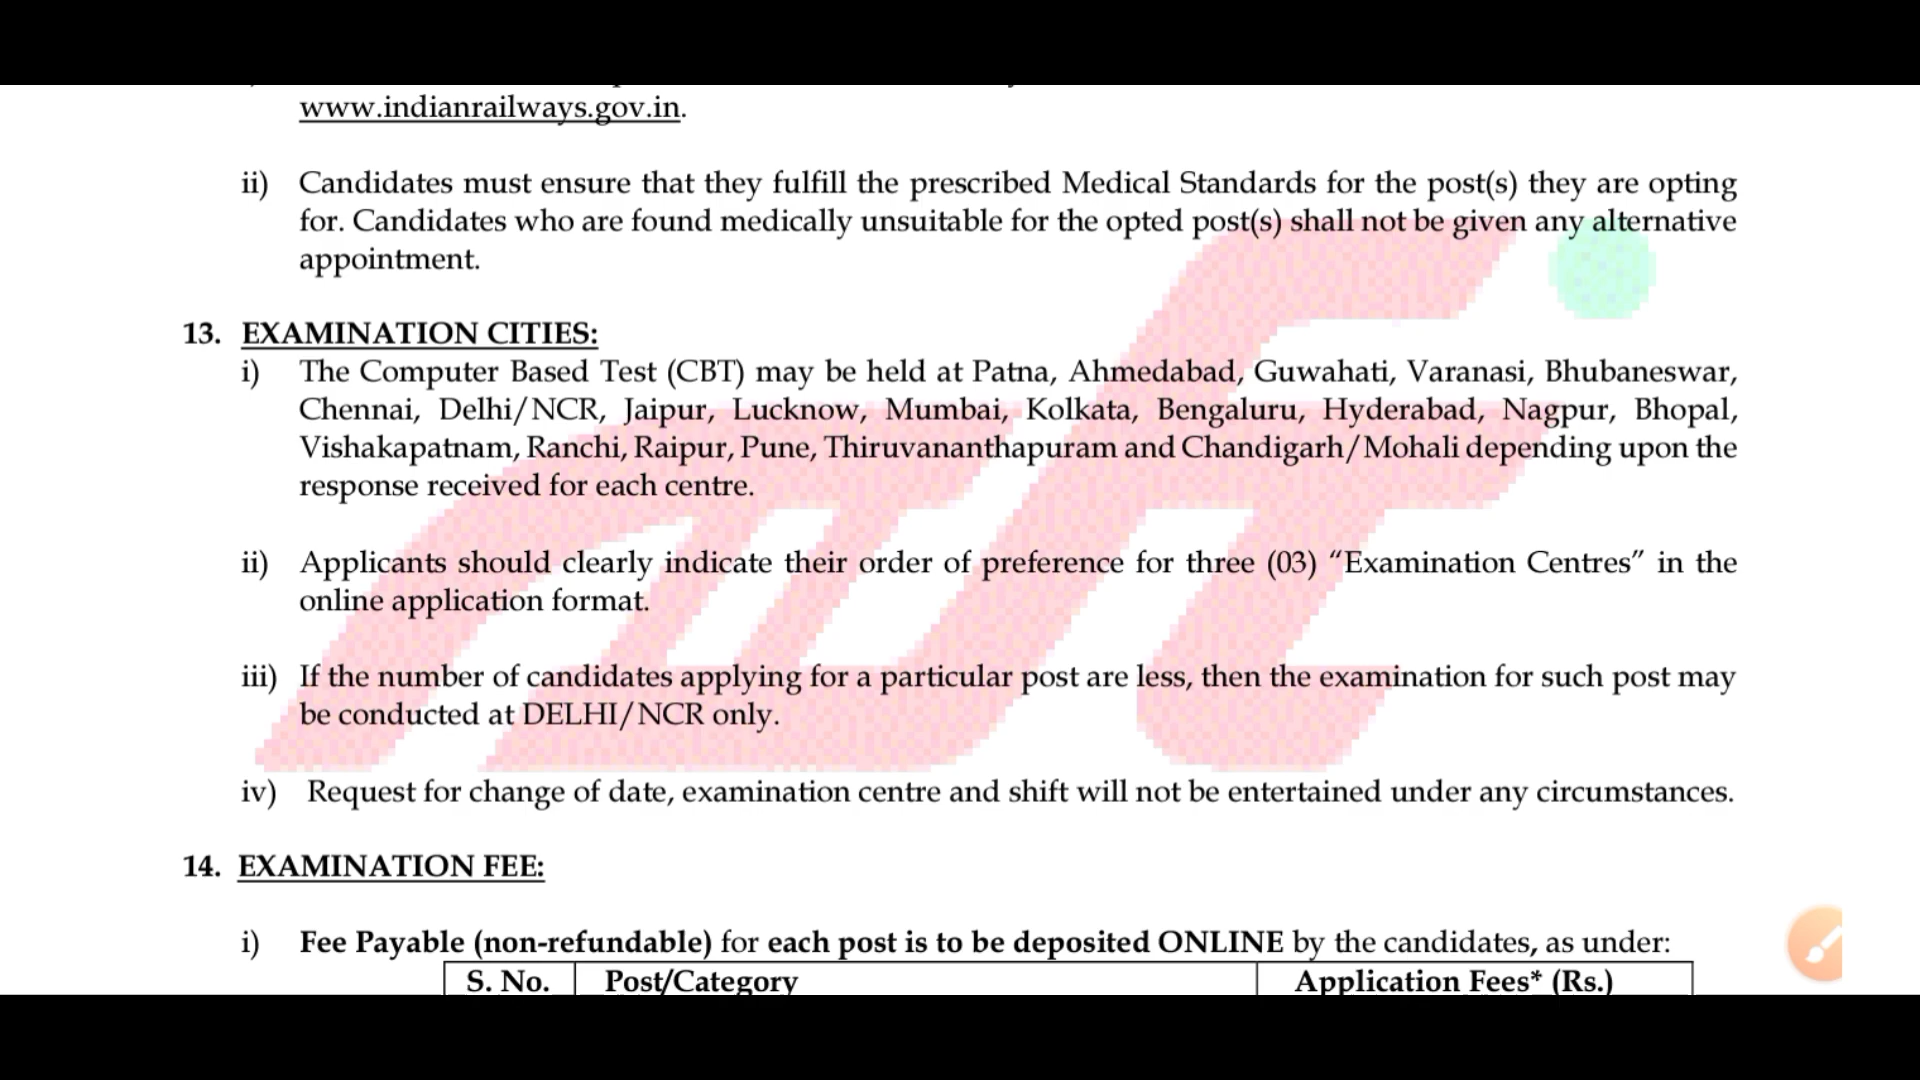 www.indianrailways.gov.in.
ii) Candidates must ensure that they fulfill the prescribed Medical Standards for the post(s) they are opting
for. Candidates who are found medically unsuitable for the opted post(s) shall not be given any alternative
appointment.
13. EXAMINATION CITIES:
i) The Computer Based Test (CBT) may be held at Patna, Ahmedabad, Guwahati, Varanasi, Bhubaneswar,
Chennai, Delhi/NCR, Jaipur, Lucknow, Mumbai, Kolkata, Bengaluru, Hyderabad, Nagpur, Bhopal,
Vishakapatnam, Ranchi, Raipur, Pune, Thiruvananthapuram and Chandigarh/Mohali depending upon the
response received for each centre.
ii) Applicants should clearly indicate their order of preference for three (03) “Examination Centres” in the
online application format.
iii) If the number of candidates applying for a particular post are less, then the examination for such post may
be conducted at DELHI/NCR only.
iv) Request for change of date, examination centre and shift will not be entertained under any circumstances.
14. EXAMINATION FEE:
i) Fee Payable (non-refundable) for each post is to be deposited ONLINE by the candidates, as under:
S. No. Post/Category Application Fees* (Rs.)